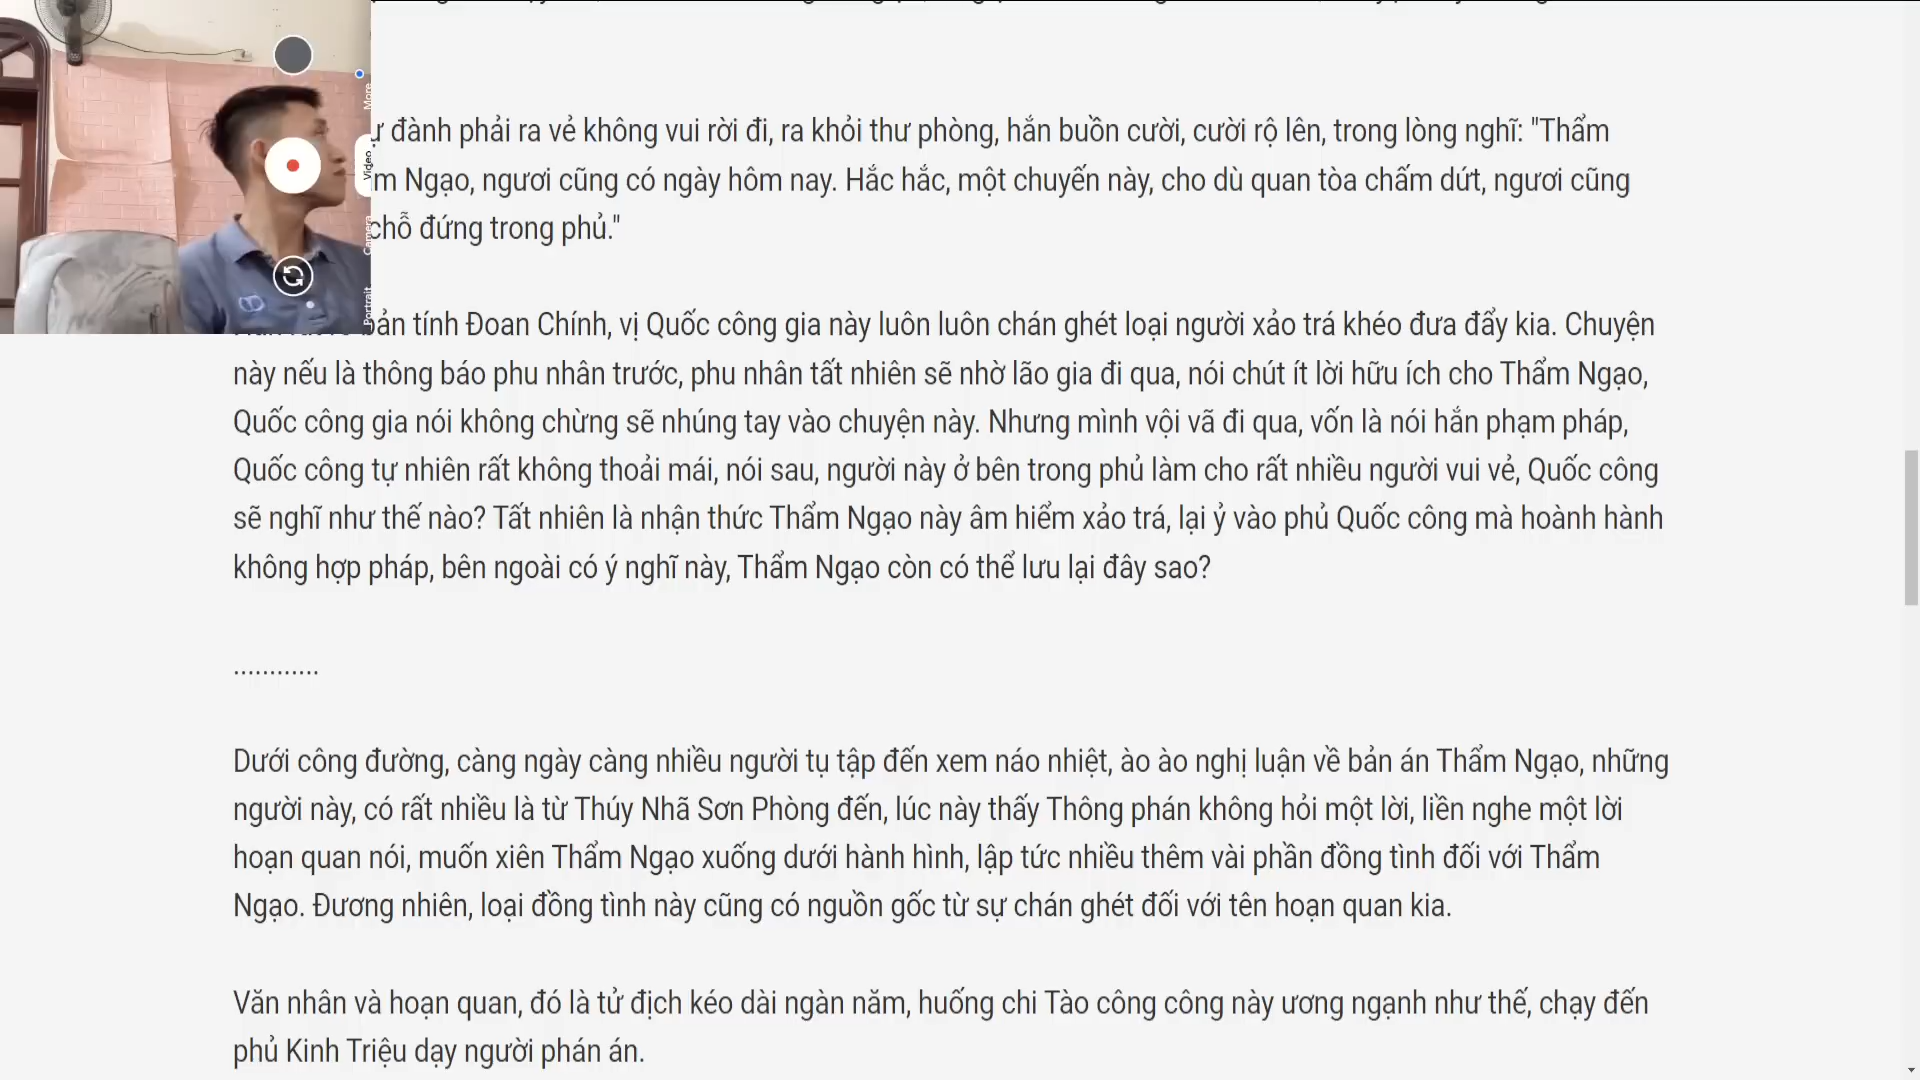 More
Video
Camera
Portrait
đành phải ra vẻ không vui rời đi, ra khỏi thư phòng, hắn buồn cười, cười rộ lên, trong lòng nghĩ: "Thẩm
Ngạo, ngươi cũng có ngày hôm nay. Hắc hắc, một chuyến này, cho dù quan tòa chấm dứt, ngươi cũng
chỗ đứng trong phủ."
bản tính Đoan Chính, vị Quốc công gia này luôn luôn chán ghét loại người xảo trá khéo đưa đẩy kia. Chuyện
này nếu là thông báo phu nhân trước, phu nhân tất nhiên sẽ nhờ lão gia đi qua, nói chút ít lời hữu ích cho Thẩm Ngạo,
Quốc công gia nói không chừng sẽ nhúng tay vào chuyện này. Nhưng mình vội vã đi qua, vốn là nói hắn phạm pháp,
Quốc công tự nhiên rất không thoải mái, nói sau, người này ở bên trong phủ làm cho rất nhiều người vui vẻ, Quốc công
sẽ nghĩ như thế nào? Tất nhiên là nhận thức Thẩm Ngạo này âm hiểm xảo trá, lại ỷ vào phủ Quốc công mà hoành hành
không hợp pháp, bên ngoài có ý nghĩ này, Thẩm Ngạo còn có thể lưu lại đây sao?
............
Dưới công đường, càng ngày càng nhiều người tụ tập đến xem náo nhiệt, ào ào nghị luận về bản án Thẩm Ngạo, những
người này, có rất nhiều là từ Thúy Nhã Sơn Phòng đến, lúc này thấy Thông phán không hỏi một lời, liền nghe một lời
hoạn quan nói, muốn xiên Thẩm Ngạo xuống dưới hành hình, lập tức nhiều thêm vài phần đồng tình đối với Thẩm
Ngạo. Đương nhiên, loại đồng tình này cũng có nguồn gốc từ sự chán ghét đối với tên hoạn quan kia.
Văn nhân và hoạn quan, đó là tử địch kéo dài ngàn năm, huống chi Tào công công này ương ngạnh như thế, chạy đến
phủ Kinh Triệu dạy người phán án.